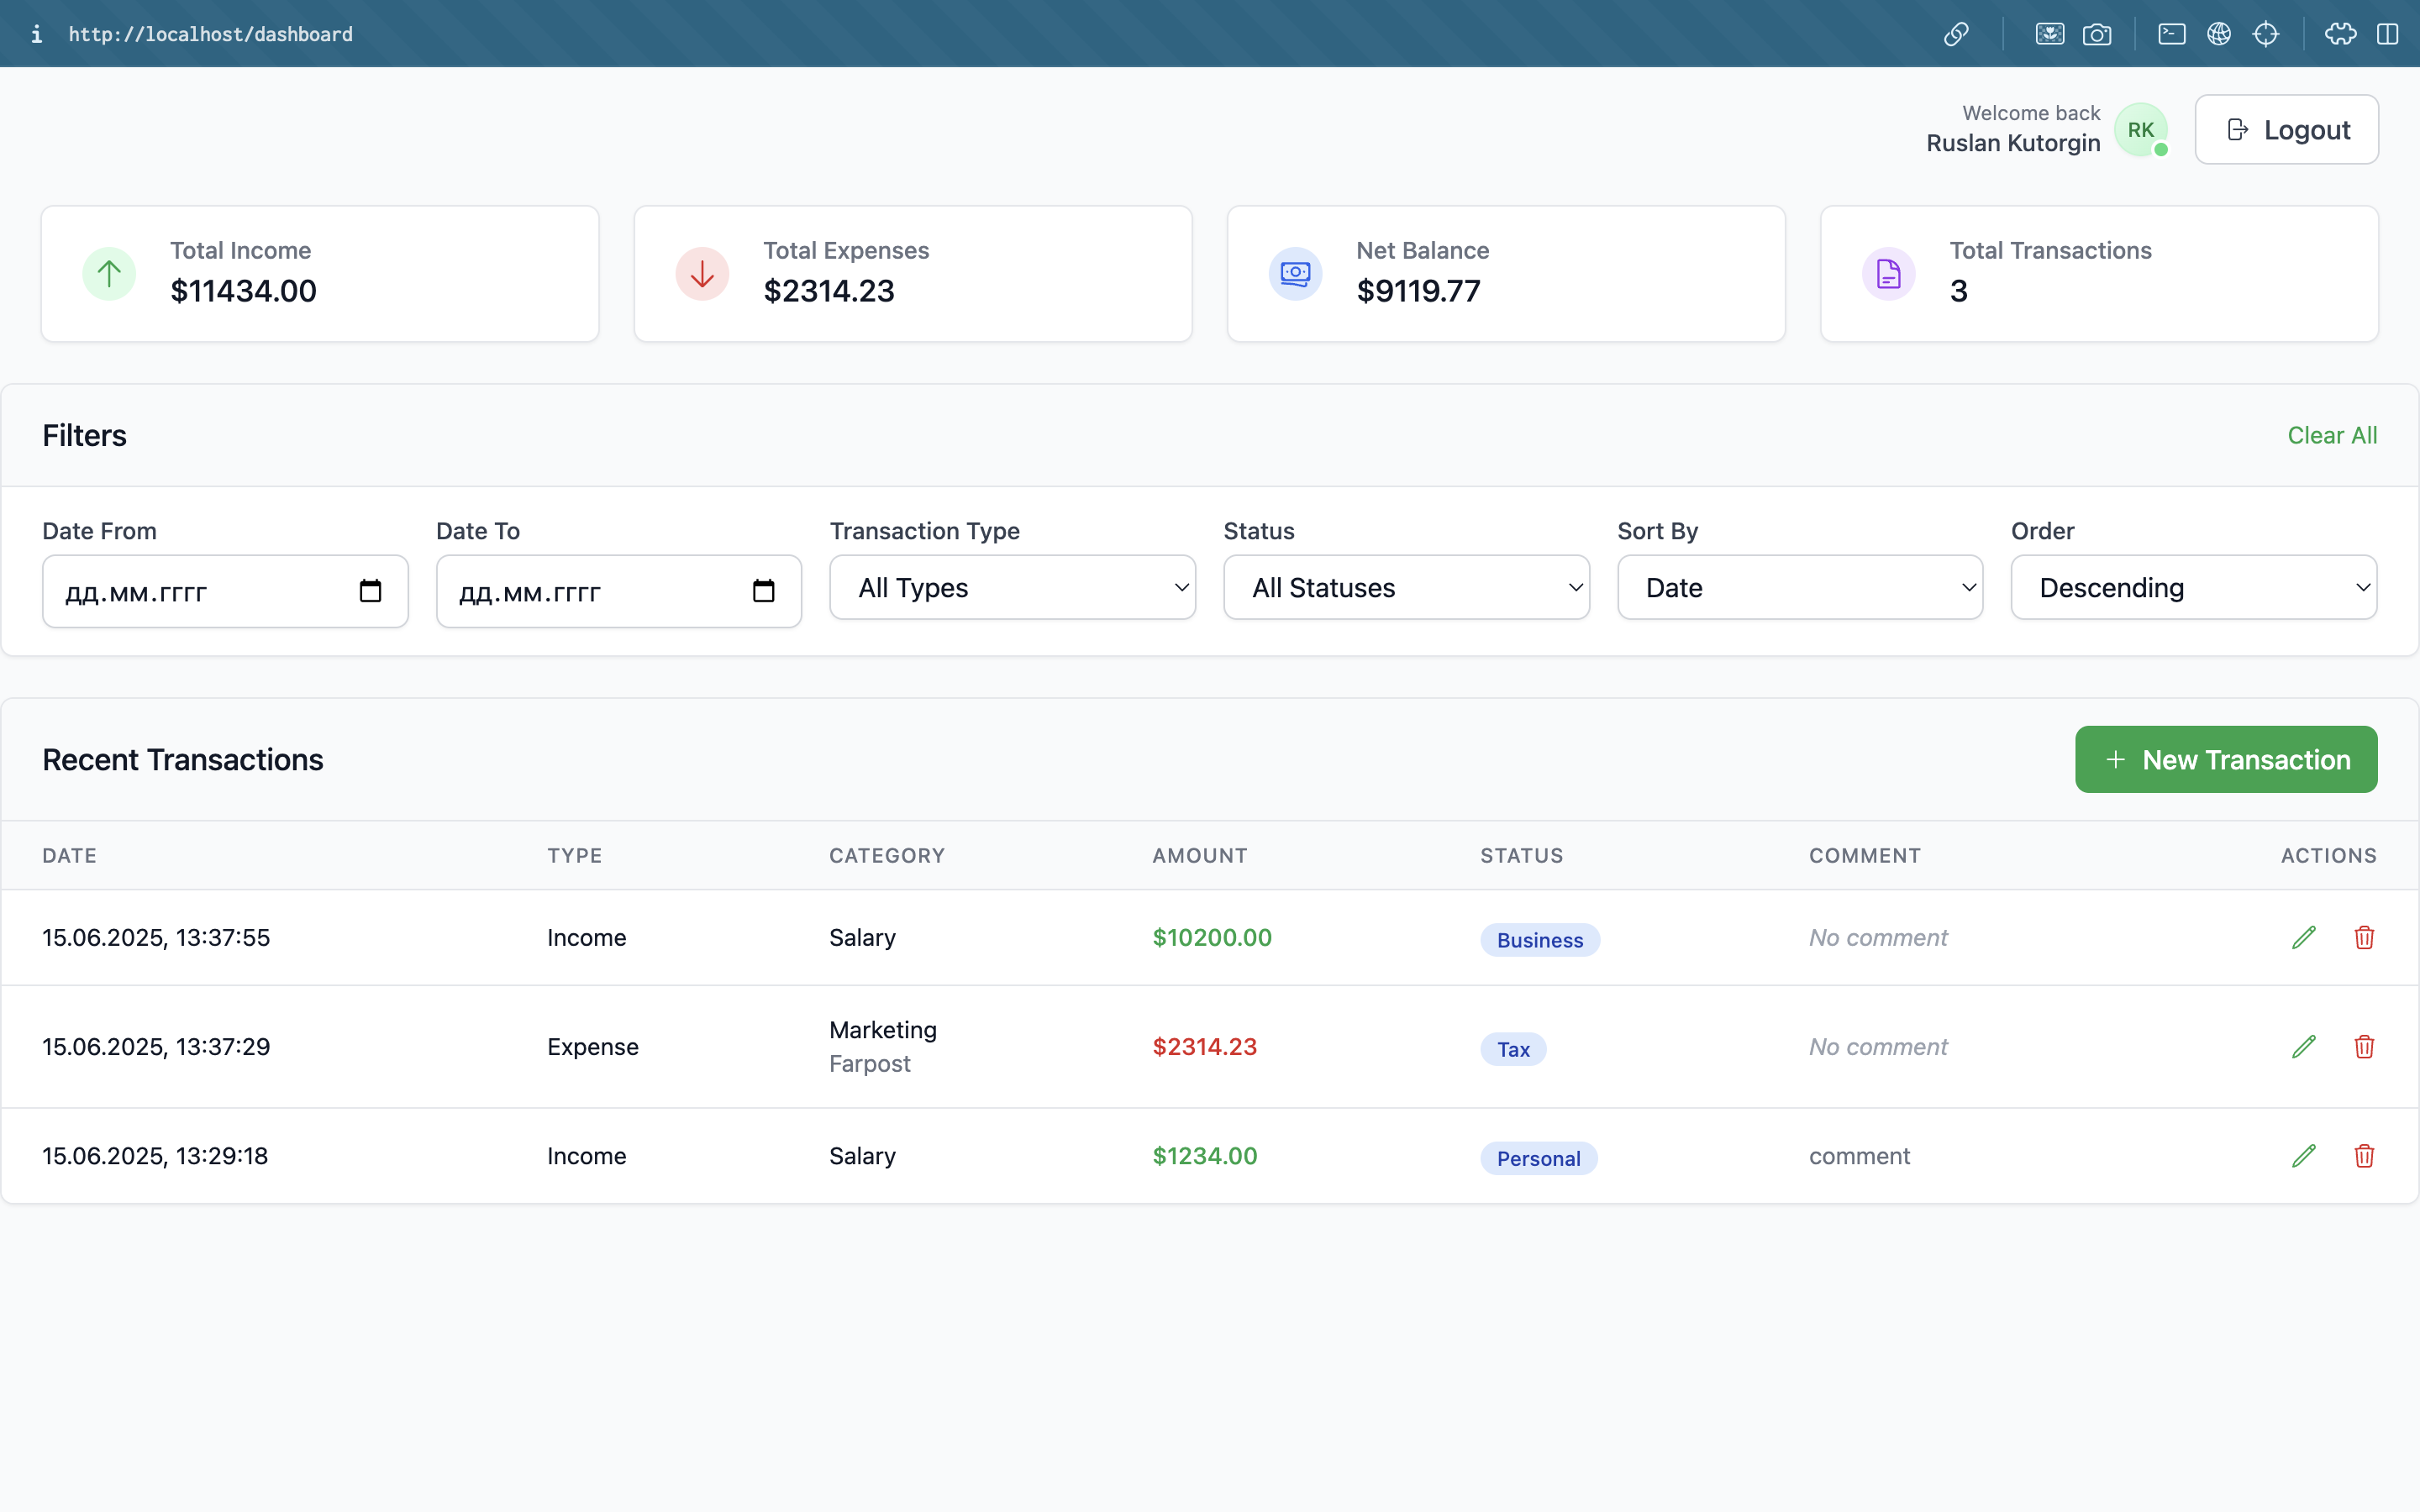 http://localhost/dashboard
Welcome back
Ruslan Kutorgin
RK
Logout
Total Income
$11434.00
Total Expenses
$2314.23
Net Balance
$9119.77
Total Transactions
3
Filters
Clear All
Date From
Date To
Transaction Type
Status
Sort By
Order
дд.мм.гггг
дд.мм.гггг
All Types
All Statuses
Date
Descending
Recent Transactions
+ New Transaction
DATE TYPE CATEGORY AMOUNT STATUS COMMENT ACTIONS
15.06.2025, 13:37:55 Income Salary $10200.00 Business No comment
15.06.2025, 13:37:29 Expense Marketing $2314.23 Tax No comment
Farpost
15.06.2025, 13:29:18 Income Salary $1234.00 Personal comment